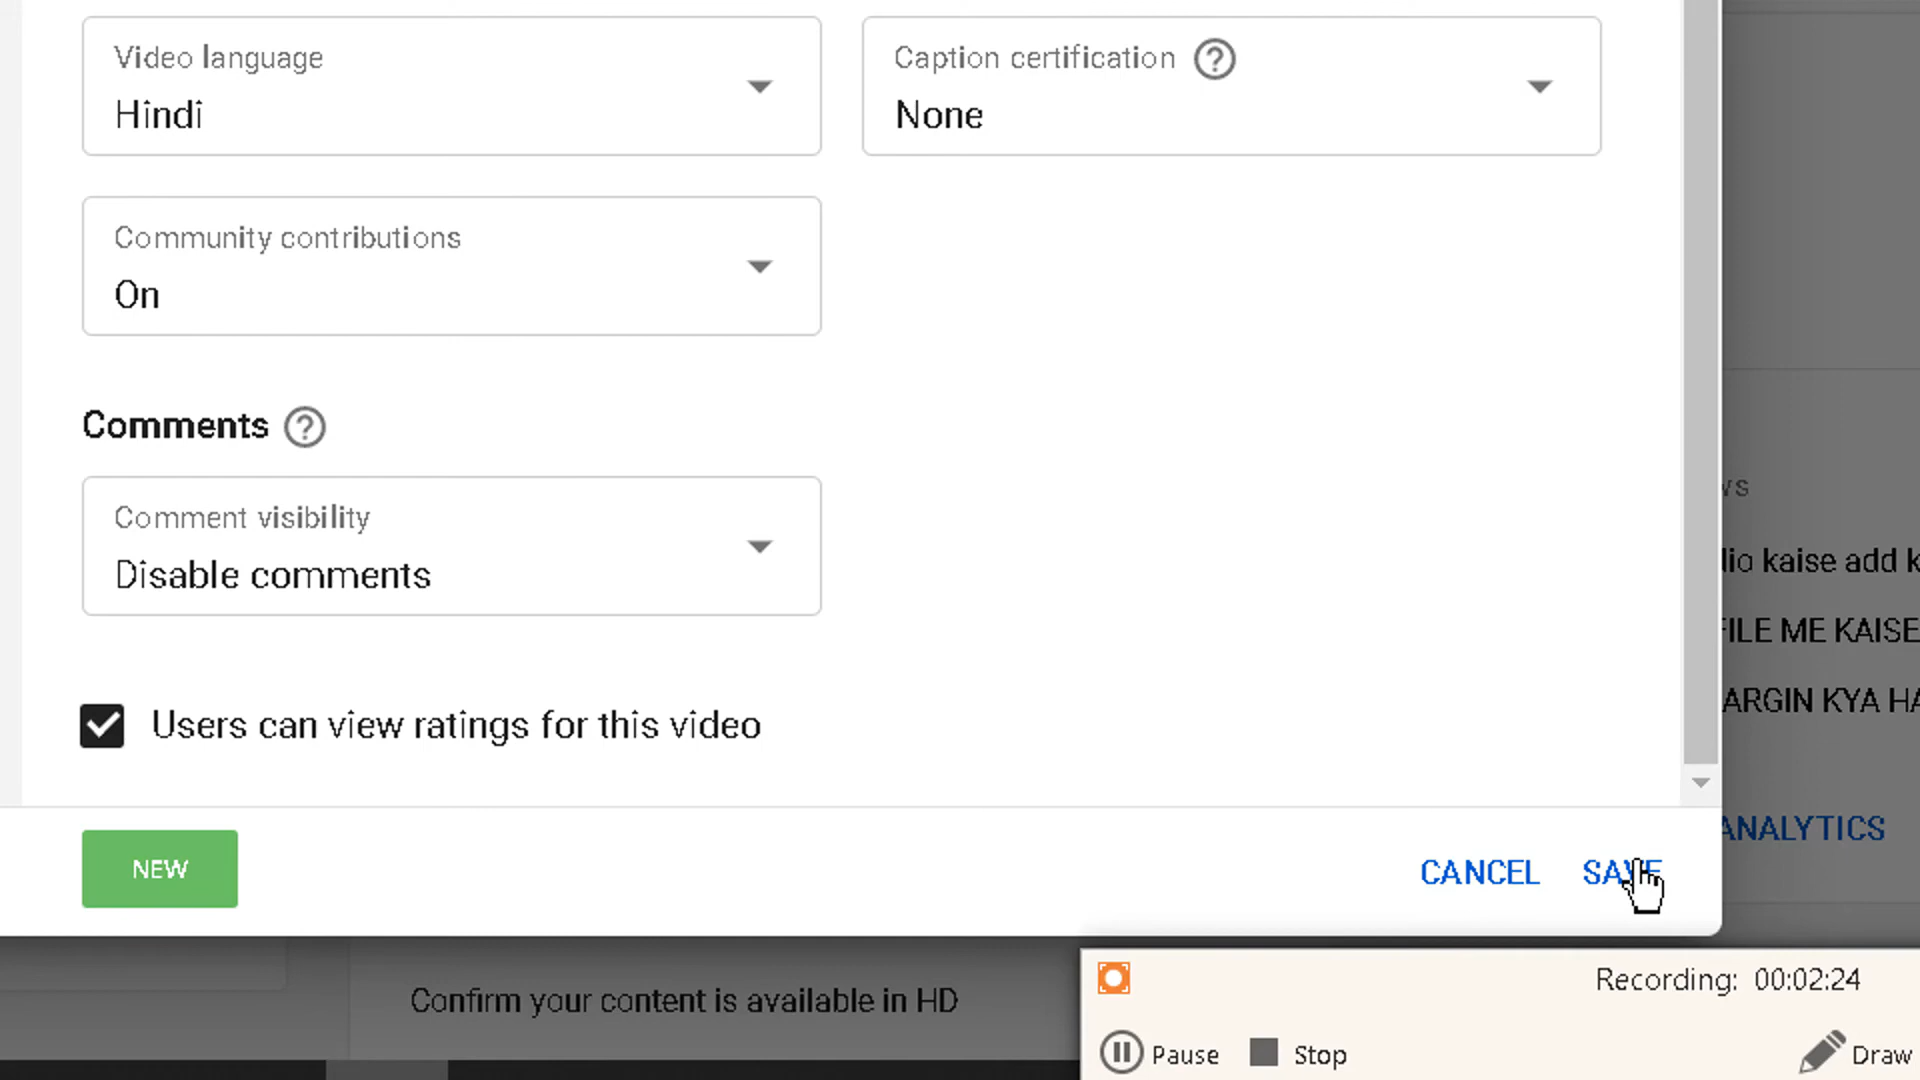 Video language
Hindi
Caption certification
None
Community contributions
On
Comments
Comment visibility
Disable comments
Users can view ratings for this video
NEW
CANCEL SAVE
dio kaise add k
FILE ME KAISE
ARGIN KYA HA
ANALYTICS
Confirm your content is available in HD
Recording: 00:02:24
Pause Stop Draw